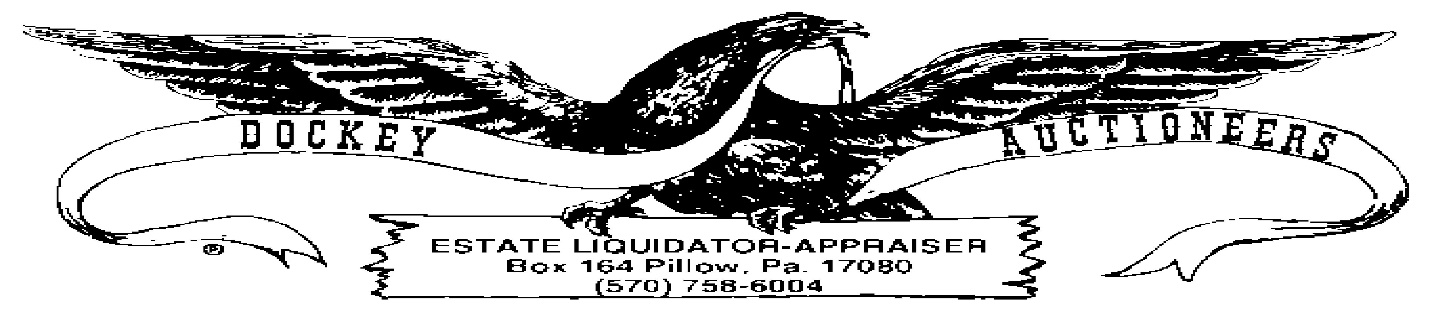 DOCKEY AUCTIONEERS
®
ESTATE LIQUIDATOR-APPRAISER
Box 164 Pillow, Pa. 17080
(570) 758-6004